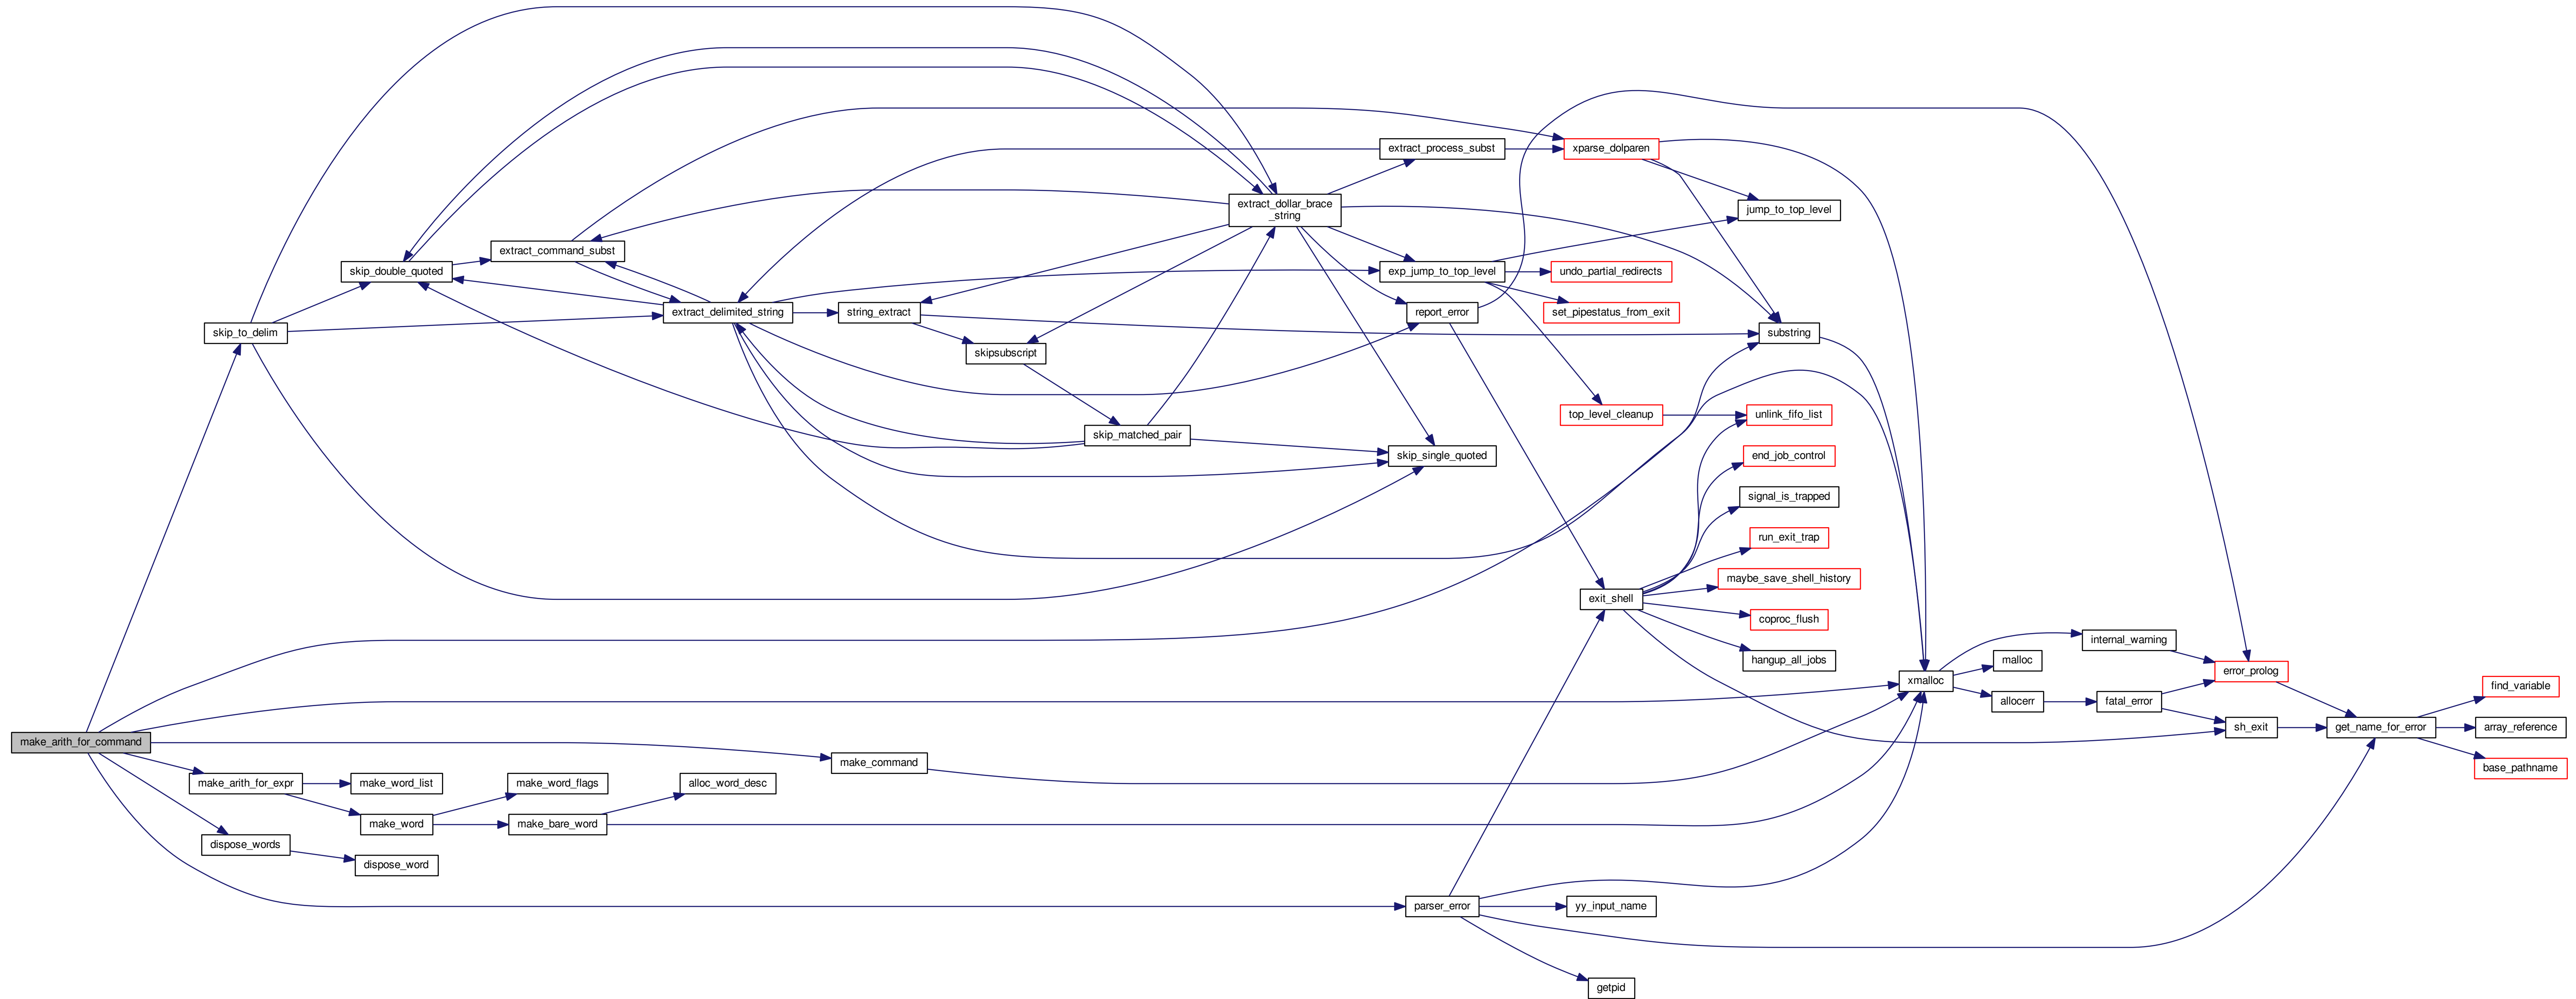 extract_process_subst
xparse_dolparen
extract_dollar_brace
_string
jump_to_top_level
extract_command_subst
skip_double_quoted
exp_jump_to_top_level
undo_partial_redirects
skip_to_delim
extract_delimited_string
string_extract
report_error
set_pipestatus_from_exit
substring
skipsubscript
top_level_cleanup
unlink_fifo_list
skip_matched_pair
skip_single_quoted
end_job_control
signal_is_trapped
run_exit_trap
maybe_save_shell_history
exit_shell
coproc_flush
hangup_all_jobs
internal_warning
malloc
error_prolog
xmalloc
find_variable
allocerr
fatal_error
sh_exit
get_name_for_error
array_reference
make_arith_for_command
make_command
base_pathname
make_arith_for_expr
make_word_list
make_word_flags
alloc_word_desc
make_word
make_bare_word
dispose_words
dispose_word
parser_error
yy_input_name
getpid